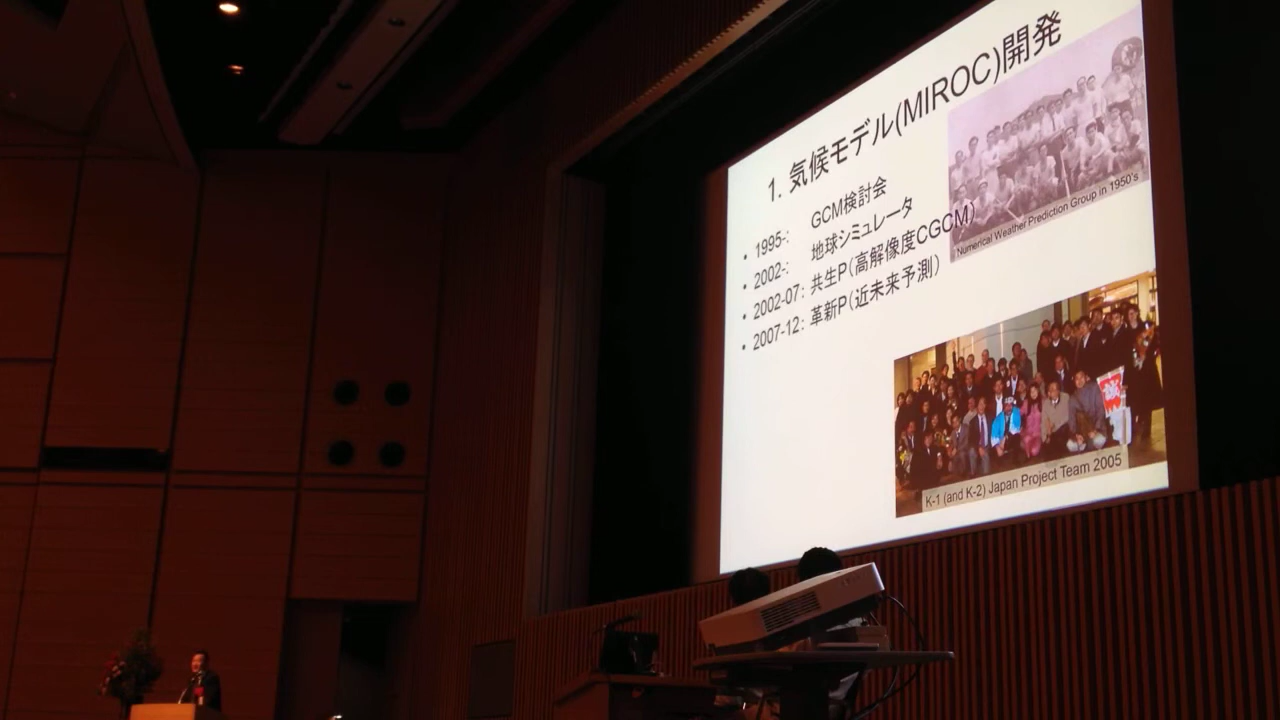 1. 気候モデル(MIROC)開発
• 1995-: GCM検討会
• 2002-: 地球シミュレータ
• 2002-07: 共生P(高解像度CGCM)
• 2007-12: 革新P(近未来予測)
Numerical Weather Prediction Group in 1950's
K-1 (and K-2) Japan Project Team 2005